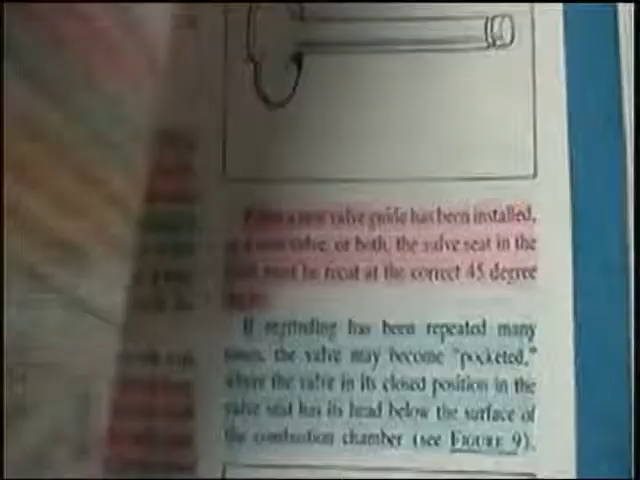 When a new valve guide has been installed,
or a new valve, or both, the valve seat in the
must be recut at the correct 45 degree
If regrinding has been repeated many
times, the valve may become "pocketed,"
where the valve in its closed position in the
valve seat has its head below the surface of
the combustion chamber (see FIGURE 9).